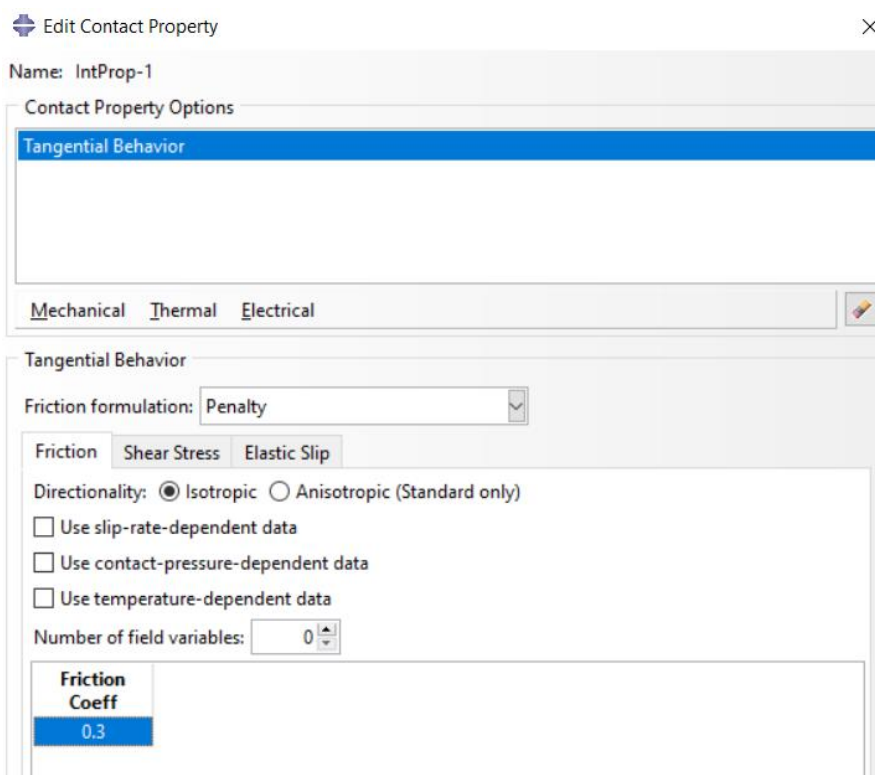 Edit Contact Property
Name: IntProp-1
Contact Property Options
Tangential Behavior
Mechanical Thermal Electrical
Tangential Behavior
Friction formulation: Penalty
Friction Shear Stress Elastic Slip
Directionality: Isotropic Anisotropic (Standard only)
Use slip-rate-dependent data
Use contact-pressure-dependent data
Use temperature-dependent data
Number of field variables: 0
Friction
Coeff
0.3